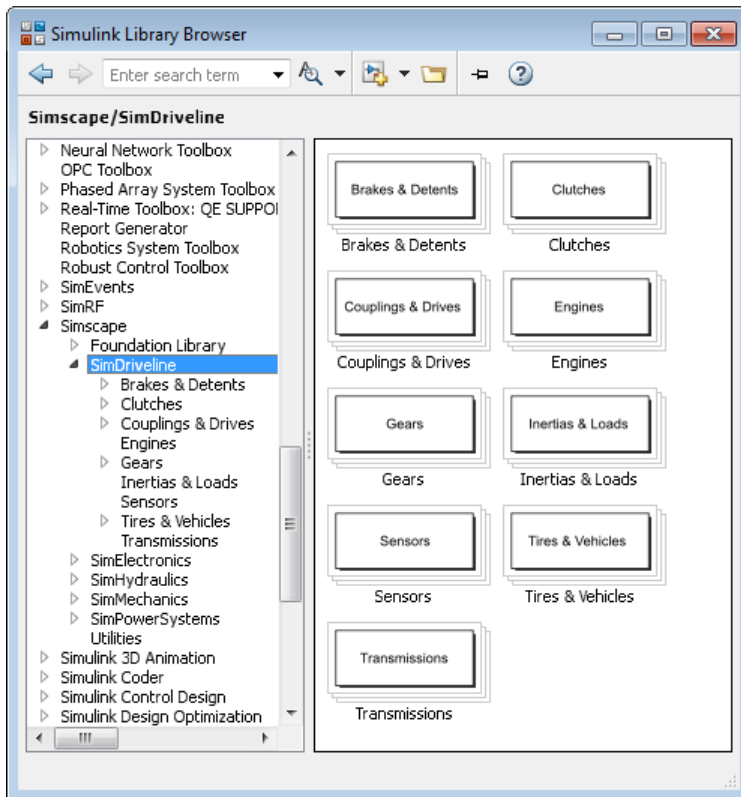 Simulink Library Browser
Enter search term
Simscape/SimDriveline
Neural Network Toolbox
OPC Toolbox
Phased Array System Toolbox
Real-Time Toolbox: QE SUPPO
Report Generator
Robotics System Toolbox
Robust Control Toolbox
SimEvents
SimRF
Simscape
Foundation Library
SimDriveline
Brakes & Detents
Clutches
Couplings & Drives
Engines
Gears
Inertias & Loads
Sensors
Tires & Vehicles
Transmissions
SimElectronics
SimHydraulics
SimMechanics
SimPowerSystems
Utilities
Simulink 3D Animation
Simulink Coder
Simulink Control Design
Simulink Design Optimization
Brakes & Detents
Clutches
Brakes & Detents
Clutches
Couplings & Drives
Engines
Couplings & Drives
Engines
Gears
Inertias & Loads
Gears
Inertias & Loads
Sensors
Tires & Vehicles
Sensors
Tires & Vehicles
Transmissions
Transmissions